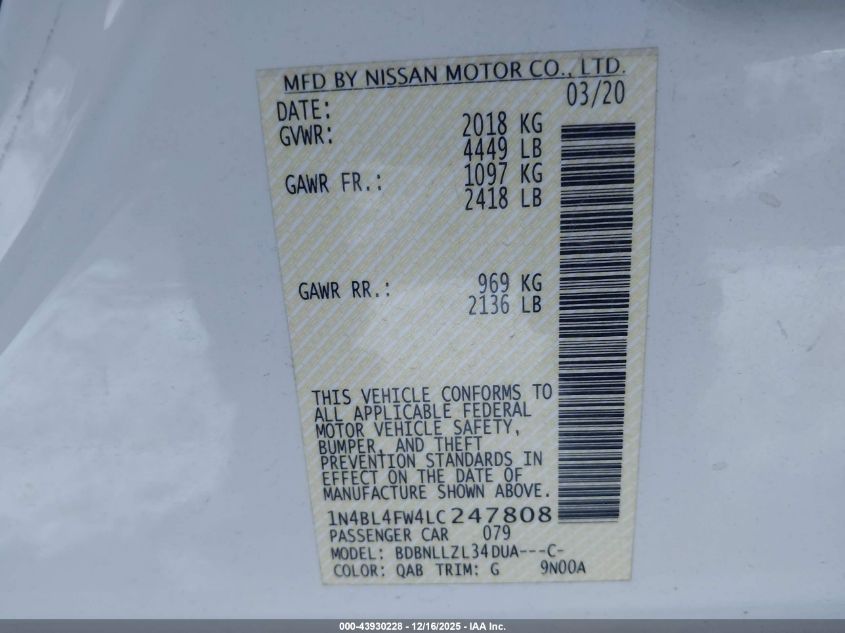 MFD BY NISSAN MOTOR CO., LTD.
DATE: 03/20
GVWR: 2018 KG
4449 LB
GAWR FR.: 1097 KG
2418 LB
GAWR RR.: 969 KG
2136 LB
THIS VEHICLE CONFORMS TO
ALL APPLICABLE FEDERAL
MOTOR VEHICLE SAFETY,
BUMPER, AND THEFT
PREVENTION STANDARDS IN
EFFECT ON THE DATE OF
MANUFACTURE SHOWN ABOVE.
1N4BL4FW4LC247808
PASSENGER CAR 079
MODEL: BDBNLLZL34DUA---C-
COLOR: QAB TRIM: G 9N00A
000-43930228 - 12/16/2025 - IAA Inc.